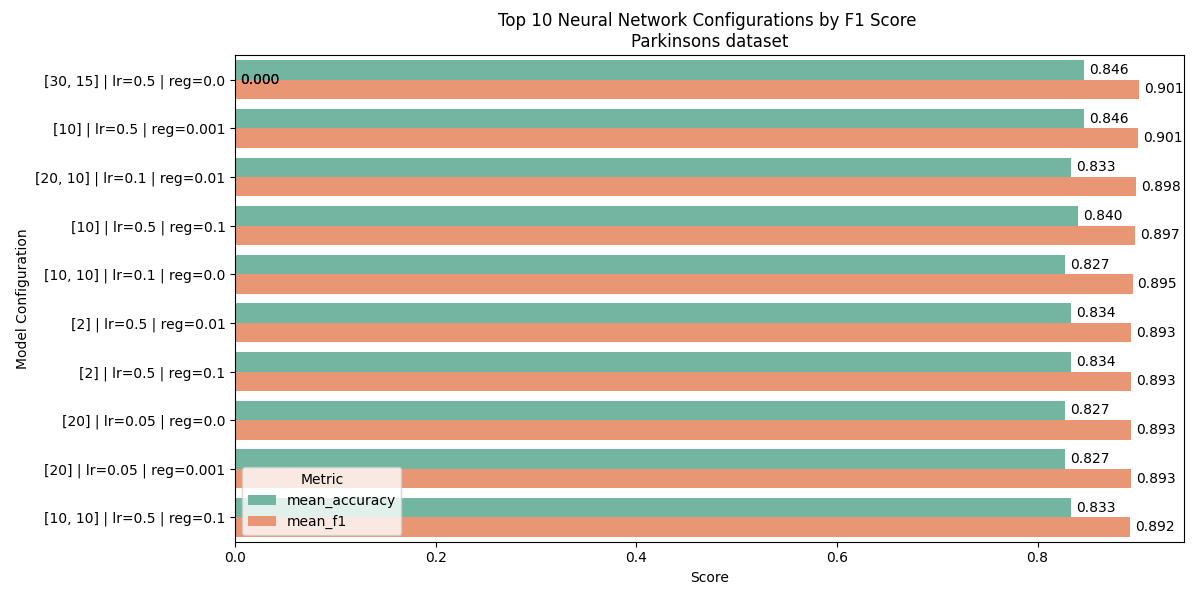 Top 10 Neural Network Configurations by F1 Score
Parkinsons dataset
Model Configuration
[30, 15] | lr=0.5 | reg=0.0
0.000
0.846
0.901
[10] | lr=0.5 | reg=0.001
0.846
0.901
[20, 10] | lr=0.1 | reg=0.01
0.833
0.898
[10] | lr=0.5 | reg=0.1
0.840
0.897
[10, 10] | lr=0.1 | reg=0.0
0.827
0.895
[2] | lr=0.5 | reg=0.01
0.834
0.893
[2] | lr=0.5 | reg=0.1
0.834
0.893
[20] | lr=0.05 | reg=0.0
0.827
0.893
[20] | lr=0.05 | reg=0.001
0.827
0.893
[10, 10] | lr=0.5 | reg=0.1
0.833
0.892
Metric
mean_accuracy
mean_f1
0.0
0.2
0.4
0.6
0.8
Score